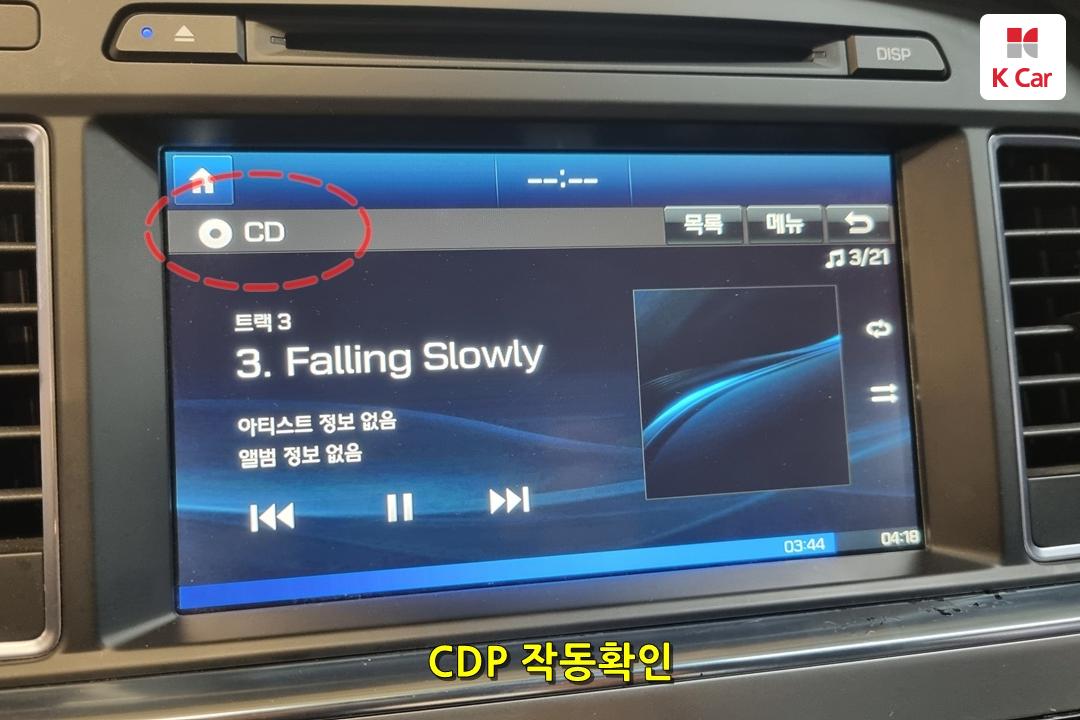 DISP
K Car
--:--
CD
목록
메뉴
3/21
트랙 3
3. Falling Slowly
아티스트 정보 없음
앨범 정보 없음
03:44
04:18
CDP 작동확인